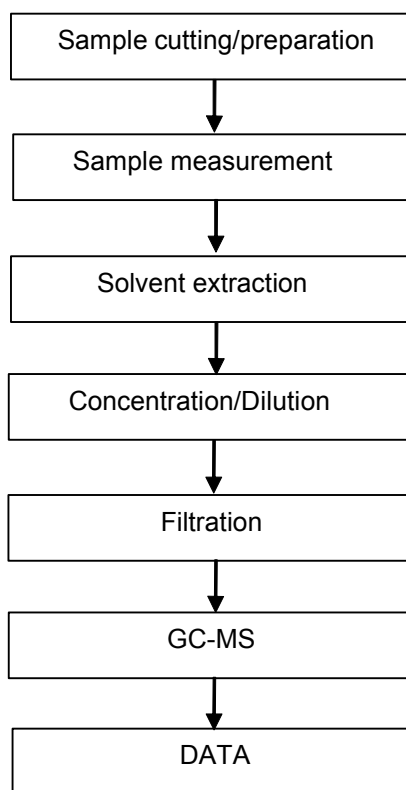 Sample cutting/preparation
Sample measurement
Solvent extraction
Concentration/Dilution
Filtration
GC-MS
DATA